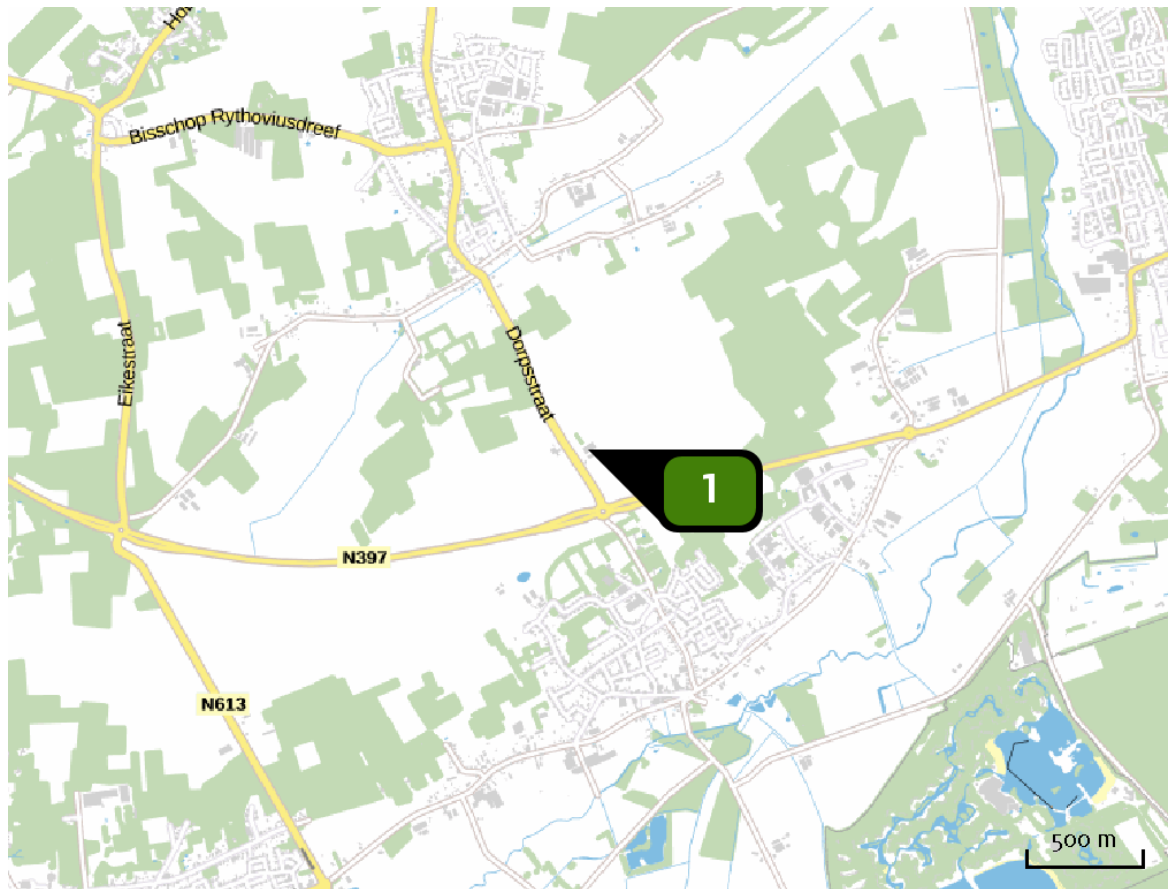 Bisschop Rythoviusdreef
Eikestraat
Dorpsstraat
1
N397
N613
500 m